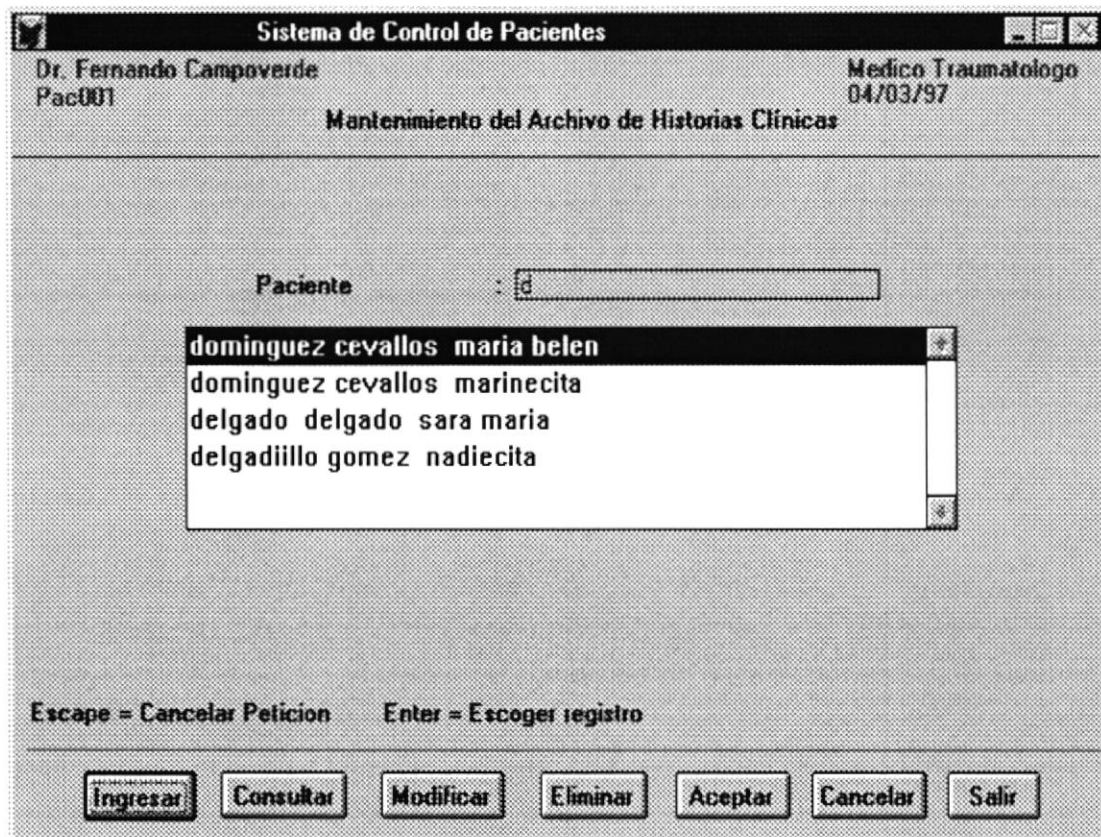 Sistema de Control de Pacientes
Dr. Fernando Campoverde
Medico Traumatologo
Pac001
04/03/97
Mantenimiento del Archivo de Historias Clínicas
Paciente : d
dominguez cevallos maria belen
dominguez cevallos marinecita
delgado delgado sara maria
delgadiillo gomez nadiecita
Escape = Cancelar Peticion Enter = Escoger registro
Ingresar Consultar Modificar Eliminar Aceptar Cancelar Salir